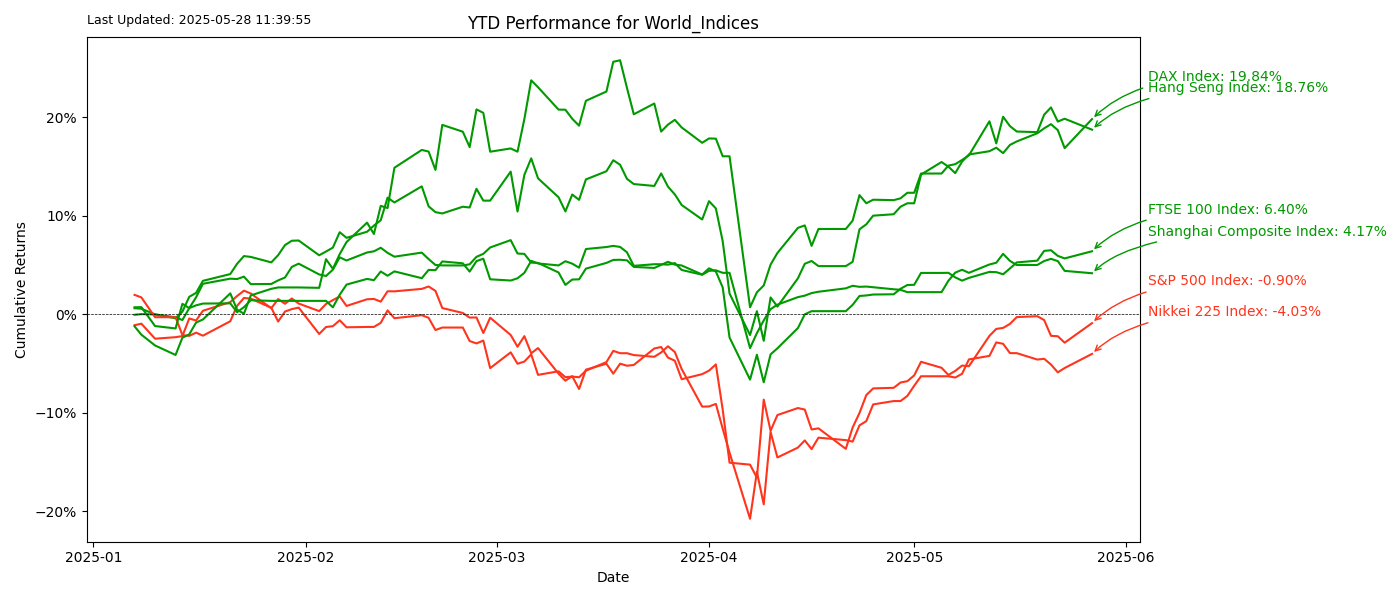 Last Updated: 2025-05-28 11:39:55
YTD Performance for World_Indices
DAX Index: 19.84%
Hang Seng Index: 18.76%
FTSE 100 Index: 6.40%
Shanghai Composite Index: 4.17%
S&P 500 Index: -0.90%
Nikkei 225 Index: -4.03%
Cumulative Returns
20%
10%
0%
−10%
−20%
2025-01
2025-02
2025-03
2025-04
2025-05
2025-06
Date